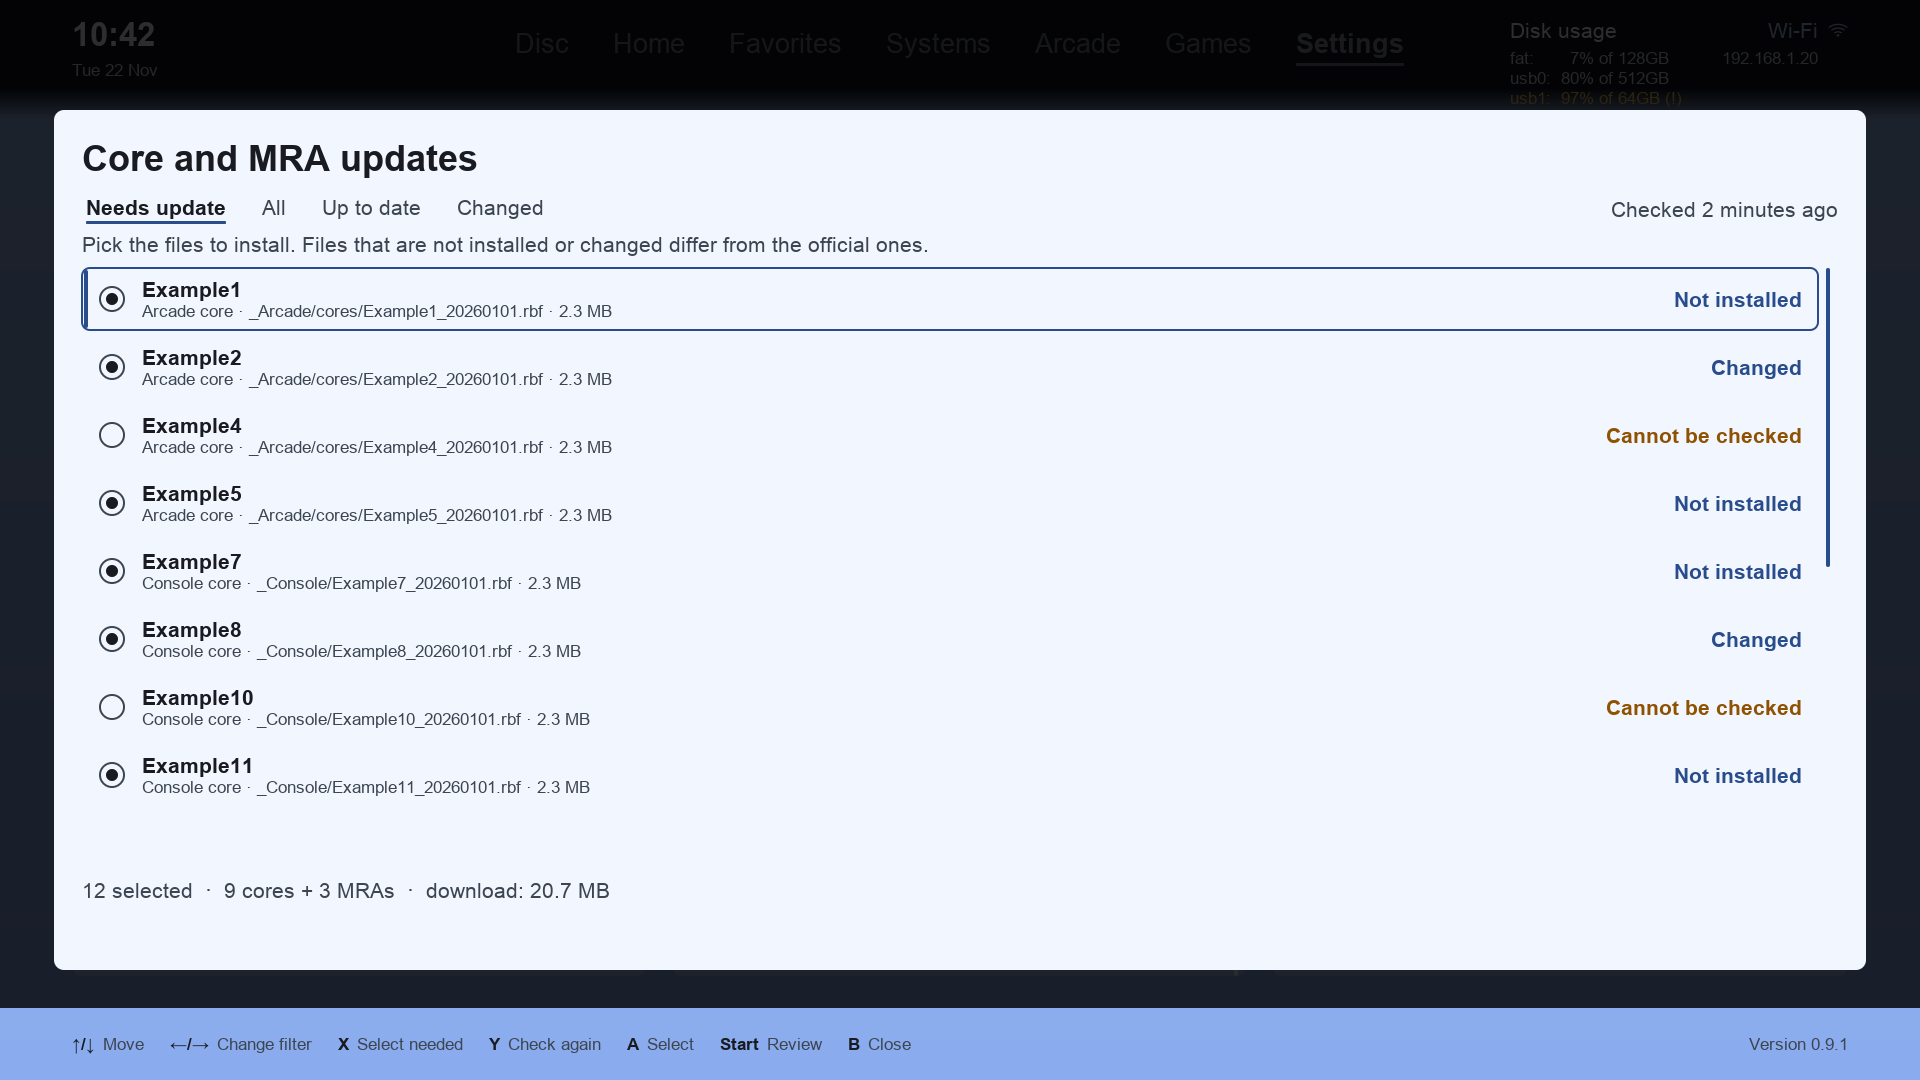 10:42
Tue 22 Nov
Disc Home Favorites Systems Arcade Games Settings
Disk usage
fat: 7% of 128GB
usb0: 80% of 512GB
usb1: 97% of 64GB (!)
Wi-Fi
192.168.1.20
Core and MRA updates
Needs update All Up to date Changed
Checked 2 minutes ago
Pick the files to install. Files that are not installed or changed differ from the official ones.
Example1
Arcade core · _Arcade/cores/Example1_20260101.rbf · 2.3 MB
Not installed
Example2
Arcade core · _Arcade/cores/Example2_20260101.rbf · 2.3 MB
Changed
Example4
Arcade core · _Arcade/cores/Example4_20260101.rbf · 2.3 MB
Cannot be checked
Example5
Arcade core · _Arcade/cores/Example5_20260101.rbf · 2.3 MB
Not installed
Example7
Console core · _Console/Example7_20260101.rbf · 2.3 MB
Not installed
Example8
Console core · _Console/Example8_20260101.rbf · 2.3 MB
Changed
Example10
Console core · _Console/Example10_20260101.rbf · 2.3 MB
Cannot be checked
Example11
Console core · _Console/Example11_20260101.rbf · 2.3 MB
Not installed
12 selected · 9 cores + 3 MRAs · download: 20.7 MB
↑/↓ Move ←/→ Change filter X Select needed Y Check again A Select Start Review B Close
Version 0.9.1